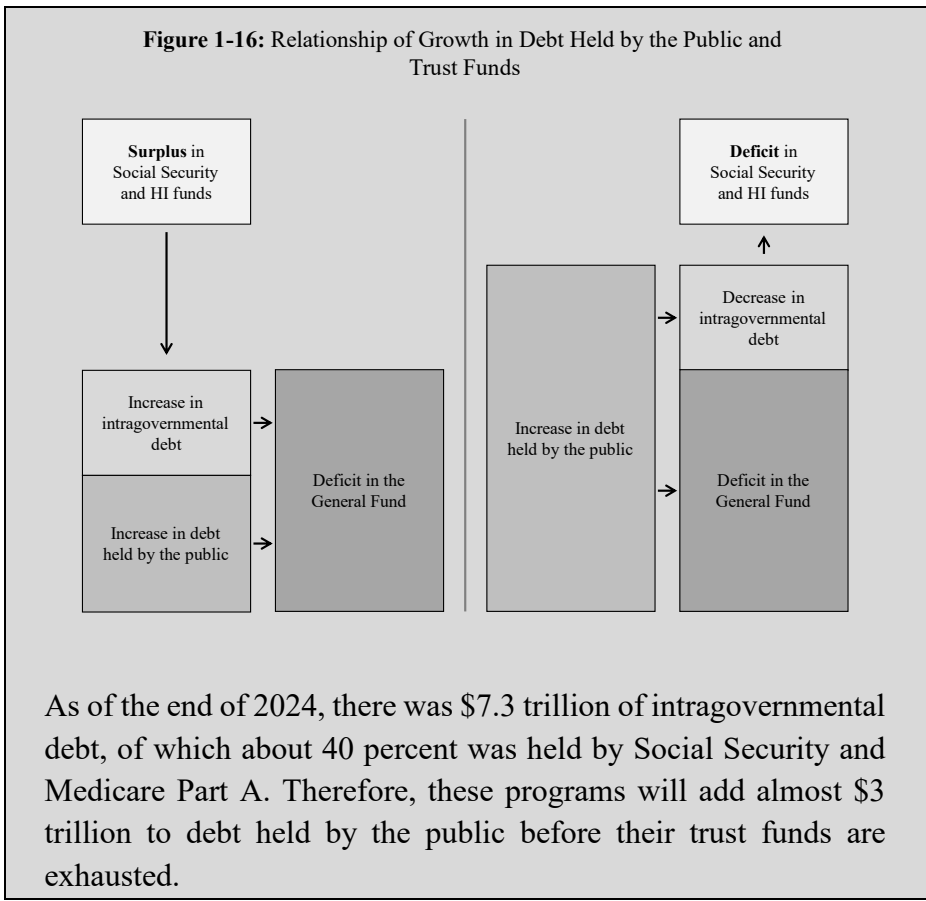 Figure 1-16: Relationship of Growth in Debt Held by the Public and
Trust Funds
Surplus in
Social Security
and HI funds
Increase in
intragovernmental
debt
Increase in debt
held by the public
Deficit in the
General Fund
Deficit in
Social Security
and HI funds
Increase in debt
held by the public
Decrease in
intragovernmental
debt
Deficit in the
General Fund
As of the end of 2024, there was $7.3 trillion of intragovernmental
debt, of which about 40 percent was held by Social Security and
Medicare Part A. Therefore, these programs will add almost $3
trillion to debt held by the public before their trust funds are
exhausted.